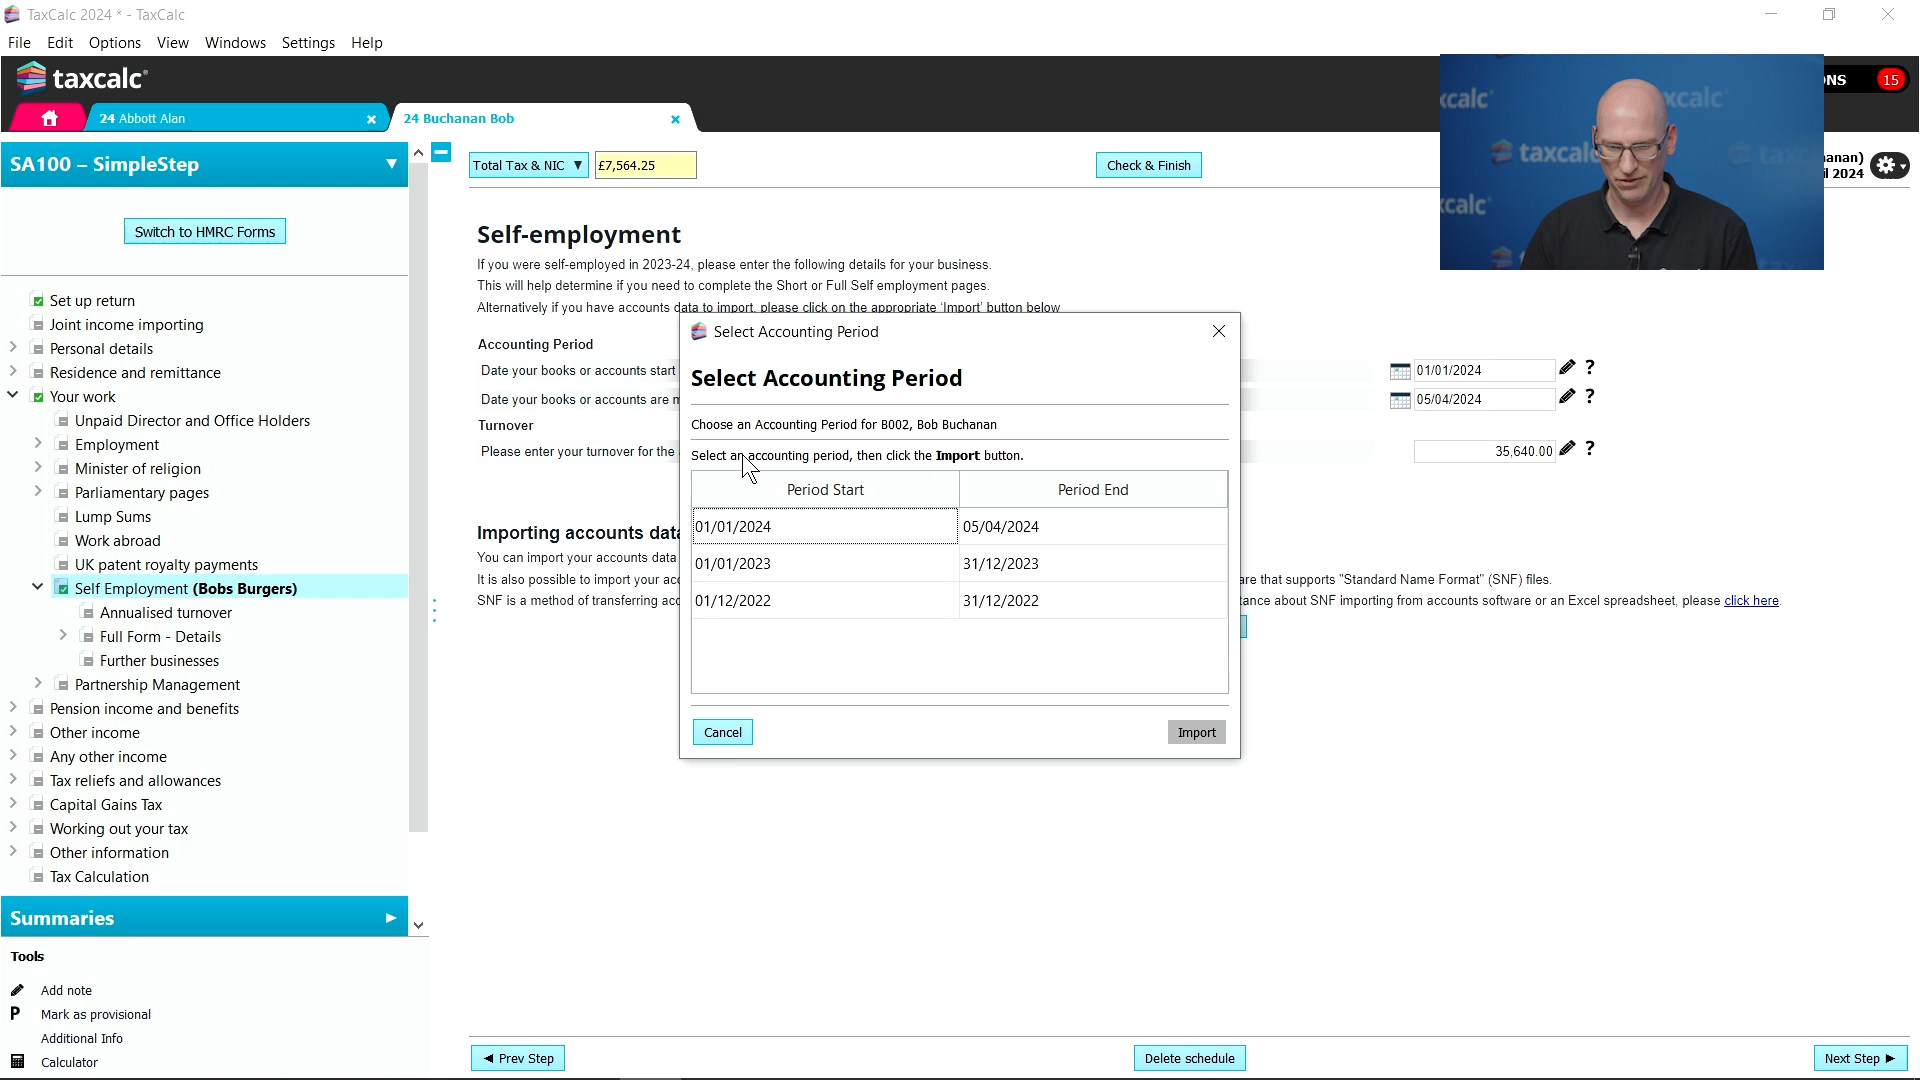 TaxCalc 2024 * - TaxCalc
File Edit Options View Windows Settings Help
taxcalc
NS 15
24 Abbott Alan x 24 Buchanan Bob x
SA100 – SimpleStep
Total Tax & NIC £7,564.25 Check & Finish
anan)
2024
Switch to HMRC Forms
Set up return
Joint income importing
Personal details
Residence and remittance
Your work
Unpaid Director and Office Holders
Employment
Minister of religion
Parliamentary pages
Lump Sums
Work abroad
UK patent royalty payments
Self Employment (Bobs Burgers)
Annualised turnover
Full Form - Details
Further businesses
Partnership Management
Pension income and benefits
Other income
Any other income
Tax reliefs and allowances
Capital Gains Tax
Working out your tax
Other information
Tax Calculation
Summaries
Tools
Add note
P Mark as provisional
Additional Info
Calculator
Self-employment
If you were self-employed in 2023-24, please enter the following details for your business.
This will help determine if you need to complete the Short or Full Self employment pages.
Alternatively if you have accounts data to import, please click on the appropriate 'Import' button below
Accounting Period
Date your books or accounts start 01/01/2024 ?
Date your books or accounts are m 05/04/2024 ?
Turnover
Please enter your turnover for the 35,640.00 ?
Importing accounts data
You can import your accounts data
It is also possible to import your acc are that supports "Standard Name Format" (SNF) files.
SNF is a method of transferring acc tance about SNF importing from accounts software or an Excel spreadsheet, please click here.
Select Accounting Period
Select Accounting Period
Choose an Accounting Period for B002, Bob Buchanan
Select an accounting period, then click the Import button.
Period Start Period End
01/01/2024 05/04/2024
01/01/2023 31/12/2023
01/12/2022 31/12/2022
Cancel Import
Prev Step Delete schedule Next Step
xcalc
xcalc
taxcalc
xcalc